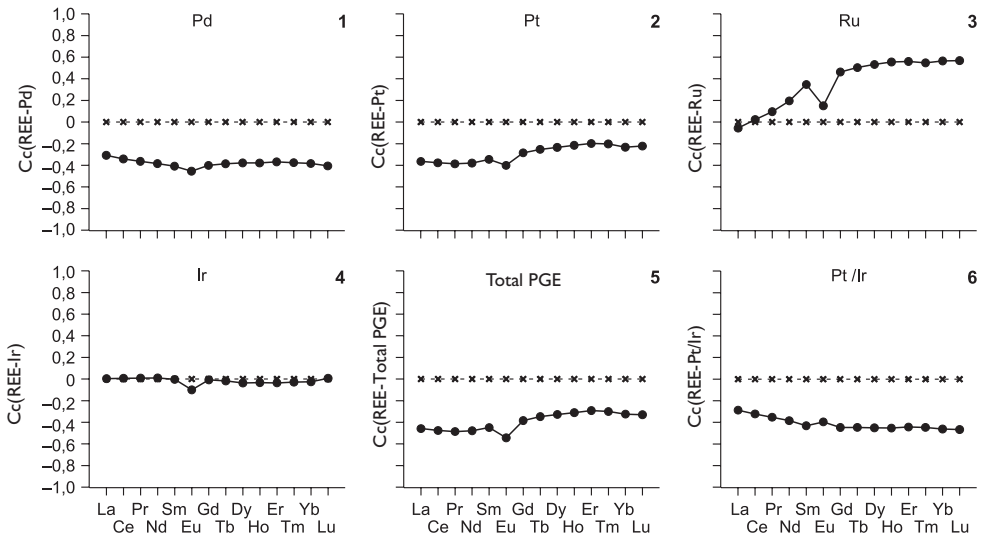 Pd 1
Cc(REE-Pd)
1,0
0,8
0,6
0,4
0,2
0
–0,2
–0,4
–0,6
–0,8
–1,0
Pt 2
Cc(REE-Pt)
Ru 3
Cc(REE-Ru)
Ir 4
Cc(REE-Ir)
1,0
0,8
0,6
0,4
0,2
0
–0,2
–0,4
–0,6
–0,8
–1,0
La Pr Sm Gd Dy Er Yb
Ce Nd Eu Tb Ho Tm Lu
Total PGE 5
Cc(REE-Total PGE)
La Pr Sm Gd Dy Er Yb
Ce Nd Eu Tb Ho Tm Lu
Pt /Ir 6
Cc(REE-Pt/Ir)
La Pr Sm Gd Dy Er Yb
Ce Nd Eu Tb Ho Tm Lu